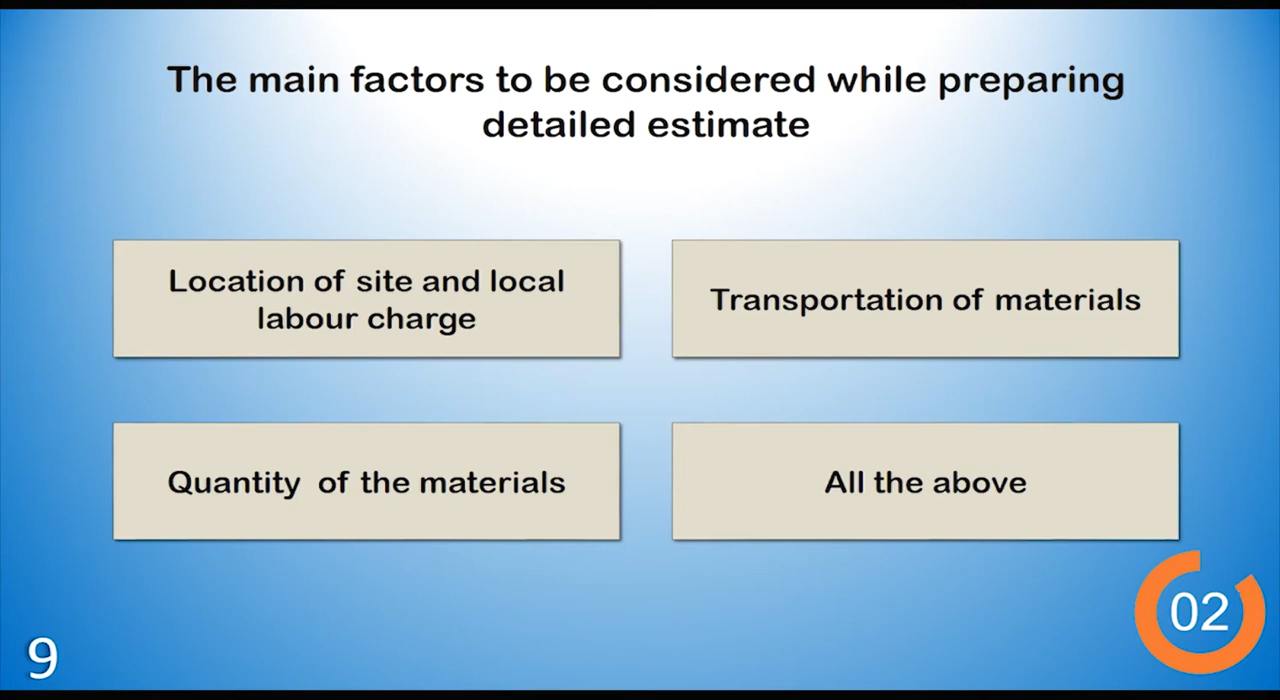 The main factors to be considered while preparing
detailed estimate
Location of site and local
labour charge
Transportation of materials
Quantity of the materials
All the above
02
9